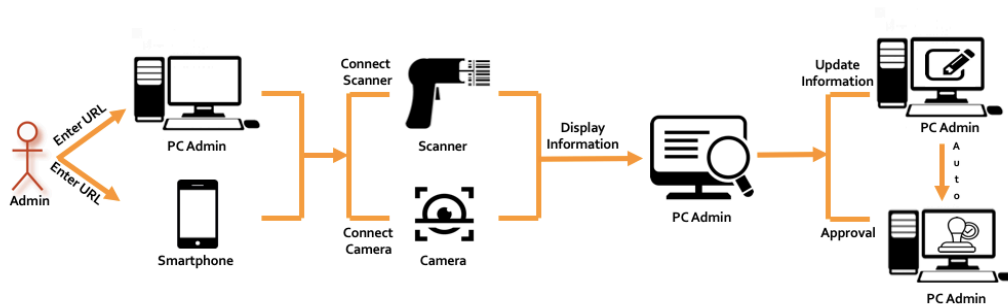 Enter URL
PC Admin
Admin
Enter URL
Smartphone
Connect
Scanner
Scanner
Connect
Camera
Camera
Display
Information
PC Admin
Update
Information
PC Admin
Auto
Approval
PC Admin